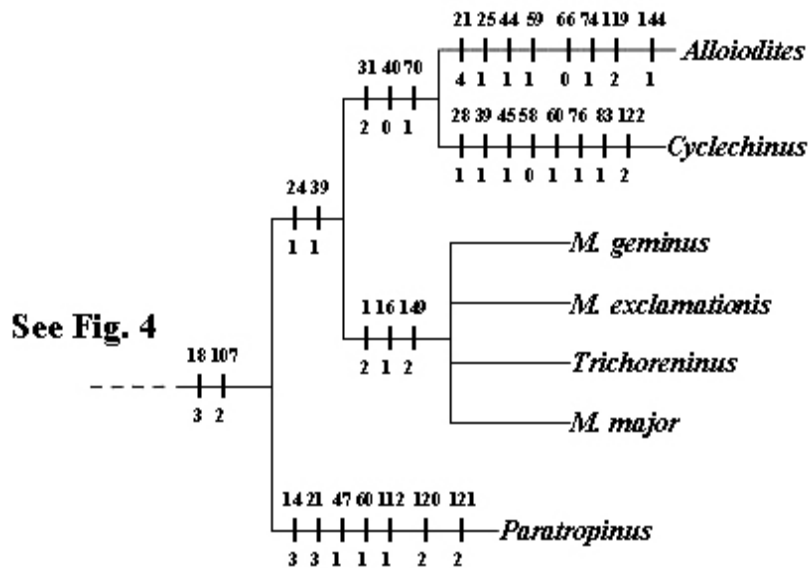 21 25 44 59 66 74 119 144
Alloiodites
4 1 1 1 0 1 2 1
31 40 70
2 0 1
28 39 45 58 60 76 83 122
Cyclechinus
1 1 1 0 1 1 1 2
24 39
1 1
M. geminus
M. exclamationis
1 16 149
2 1 2
Trichoreninus
M. major
See Fig. 4
18 107
3 2
14 21 47 60 112 120 121
Paratropinus
3 3 1 1 1 2 2